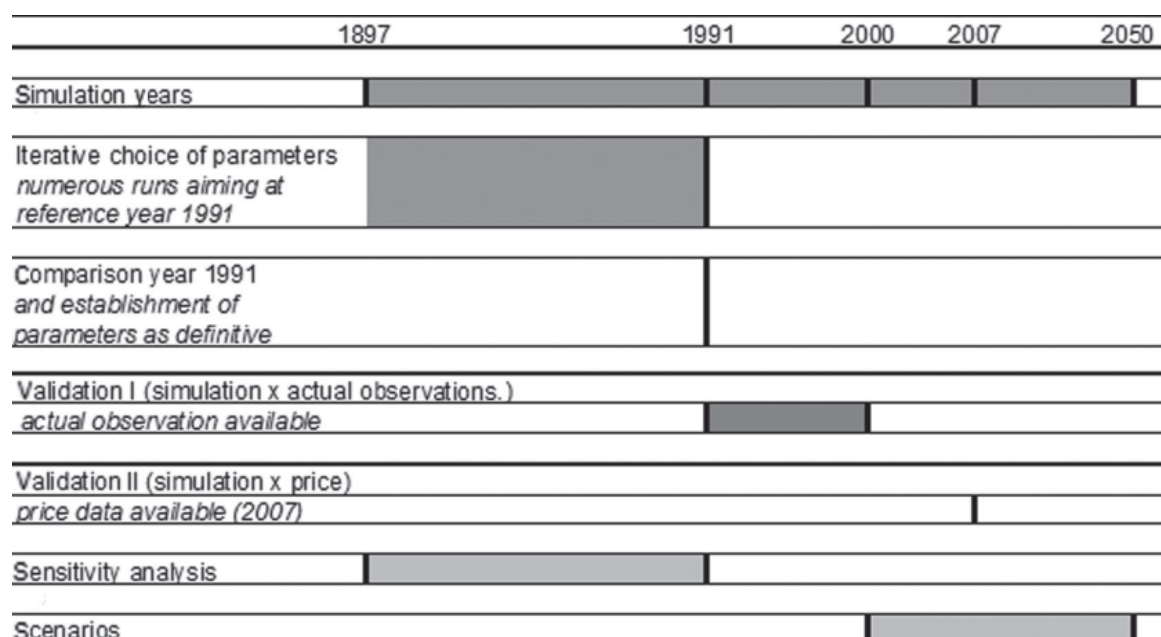 1897 1991 2000 2007 2050
Simulation years
Iterative choice of parameters
numerous runs aiming at
reference year 1991
Comparison year 1991
and establishment of
parameters as definitive
Validation I (simulation x actual observations.)
actual observation available
Validation II (simulation x price)
price data available (2007)
Sensitivity analysis
Scenarios